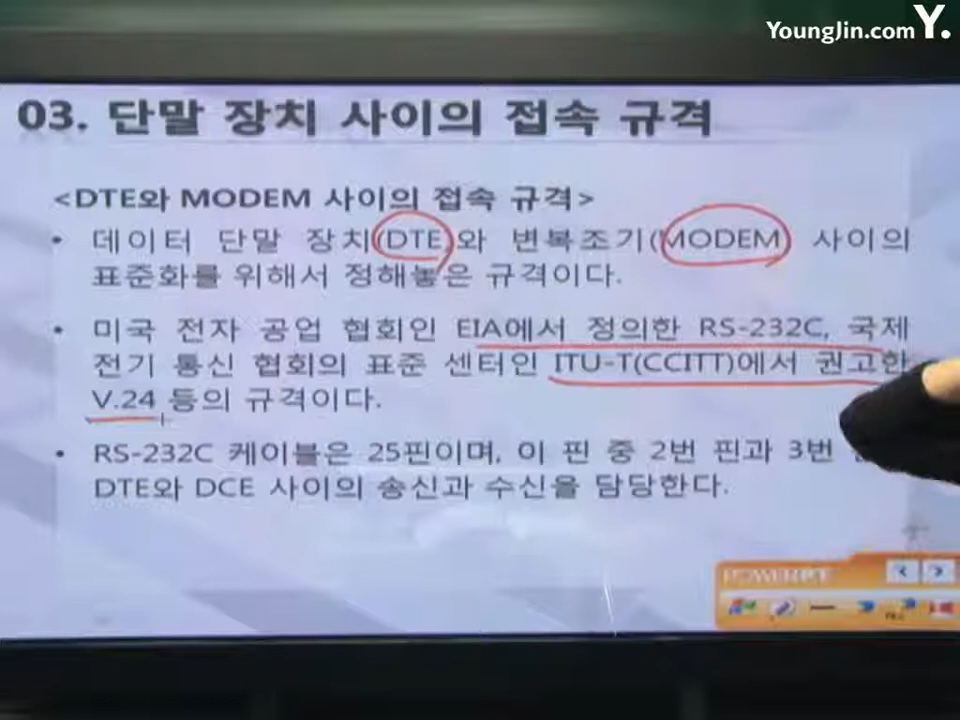 YoungJin.com Y.
03. 단말 장치 사이의 접속 규격
<DTE와 MODEM 사이의 접속 규격>
• 데이터 단말 장치(DTE)와 변복조기(MODEM) 사이의
표준화를 위해서 정해놓은 규격이다.
• 미국 전자 공업 협회인 EIA에서 정의한 RS-232C, 국제
전기 통신 협회의 표준 센터인 ITU-T(CCITT)에서 권고한
V.24 등의 규격이다.
• RS-232C 케이블은 25핀이며, 이 핀 중 2번 핀과 3번
DTE와 DCE 사이의 송신과 수신을 담당한다.